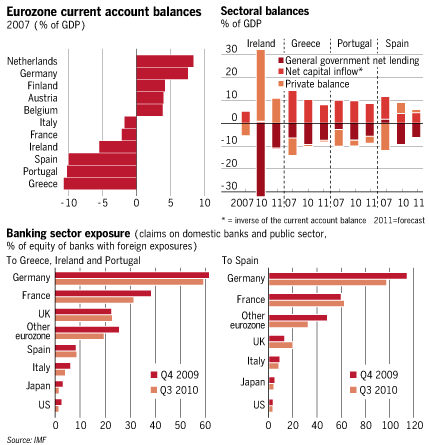 Eurozone current account balances
2007 (% of GDP)
Netherlands
Germany
Finland
Austria
Belgium
Italy
France
Ireland
Spain
Portugal
Greece
-10 -5 0 5 10
Sectoral balances
% of GDP
Ireland Greece Portugal Spain
General government net lending
Net capital inflow*
Private balance
30
20
10
0
-10
-20
-30
2007 10 11 07 10 11 07 10 11 07 10 11
* = inverse of the current account balance 2011=forecast
Banking sector exposure (claims on domestic banks and public sector,
% of equity of banks with foreign exposures)
To Greece, Ireland and Portugal
Germany
France
UK
Other
eurozone
Spain
Italy
Japan
US
Q4 2009
Q3 2010
0 10 20 30 40 50 60
To Spain
Germany
France
Other
eurozone
UK
Italy
Japan
US
Q4 2009
Q3 2010
0 20 40 60 80 100 120
Source: IMF